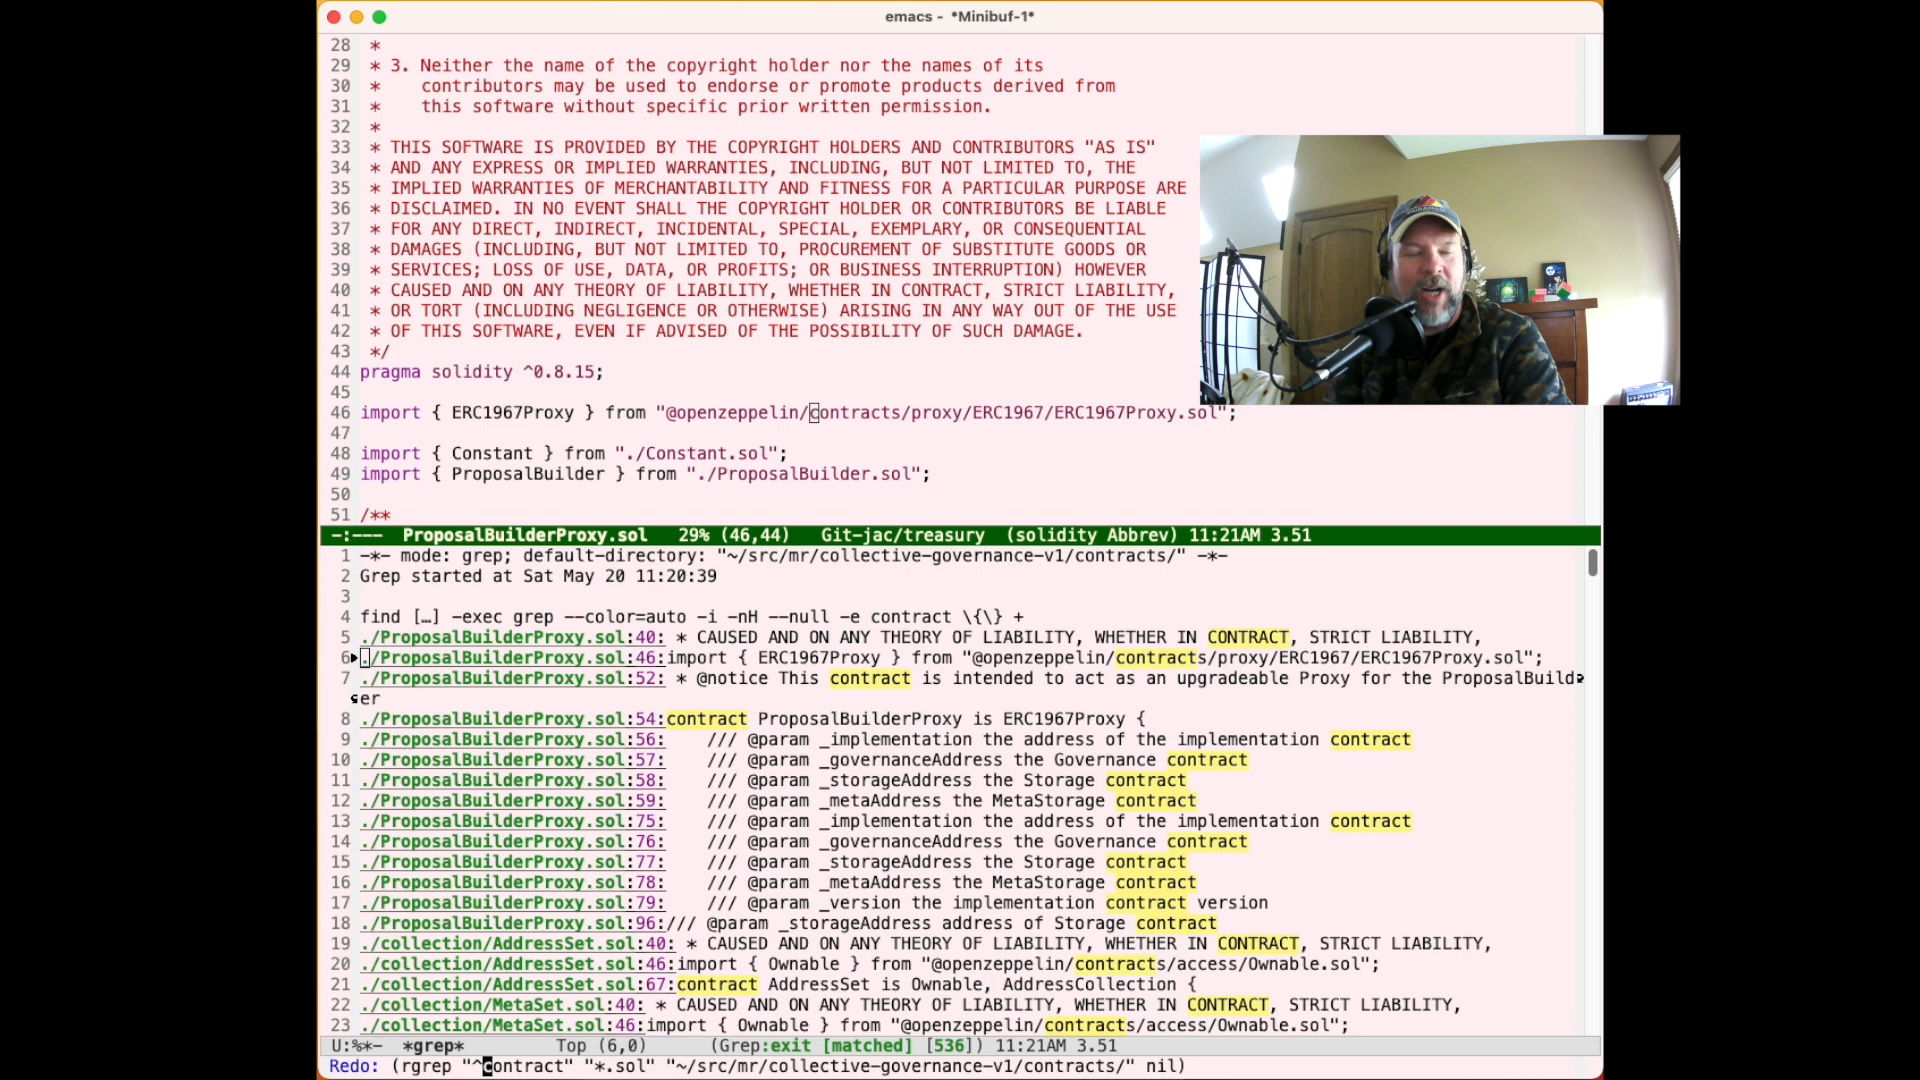 emacs - *Minibuf-1*
28 *
29 * 3. Neither the name of the copyright holder nor the names of its
30 *    contributors may be used to endorse or promote products derived from
31 *    this software without specific prior written permission.
32 *
33 * THIS SOFTWARE IS PROVIDED BY THE COPYRIGHT HOLDERS AND CONTRIBUTORS "AS IS"
34 * AND ANY EXPRESS OR IMPLIED WARRANTIES, INCLUDING, BUT NOT LIMITED TO, THE
35 * IMPLIED WARRANTIES OF MERCHANTABILITY AND FITNESS FOR A PARTICULAR PURPOSE ARE
36 * DISCLAIMED. IN NO EVENT SHALL THE COPYRIGHT HOLDER OR CONTRIBUTORS BE LIABLE
37 * FOR ANY DIRECT, INDIRECT, INCIDENTAL, SPECIAL, EXEMPLARY, OR CONSEQUENTIAL
38 * DAMAGES (INCLUDING, BUT NOT LIMITED TO, PROCUREMENT OF SUBSTITUTE GOODS OR
39 * SERVICES; LOSS OF USE, DATA, OR PROFITS; OR BUSINESS INTERRUPTION) HOWEVER
40 * CAUSED AND ON ANY THEORY OF LIABILITY, WHETHER IN CONTRACT, STRICT LIABILITY,
41 * OR TORT (INCLUDING NEGLIGENCE OR OTHERWISE) ARISING IN ANY WAY OUT OF THE USE
42 * OF THIS SOFTWARE, EVEN IF ADVISED OF THE POSSIBILITY OF SUCH DAMAGE.
43 */
44 pragma solidity ^0.8.15;
45
46 import { ERC1967Proxy } from "@openzeppelin/contracts/proxy/ERC1967/ERC1967Proxy.sol";
47
48 import { Constant } from "./Constant.sol";
49 import { ProposalBuilder } from "./ProposalBuilder.sol";
50
51 /**
-:--- ProposalBuilderProxy.sol 29% (46,44) Git-jac/treasury (solidity Abbrev) 11:21AM 3.51
1 -*- mode: grep; default-directory: "~/src/mr/collective-governance-v1/contracts/" -*-
2 Grep started at Sat May 20 11:20:39
3
4 find […] -exec grep --color=auto -i -nH --null -e contract \{\} +
5 ./ProposalBuilderProxy.sol:40: * CAUSED AND ON ANY THEORY OF LIABILITY, WHETHER IN CONTRACT, STRICT LIABILITY,
6 ./ProposalBuilderProxy.sol:46:import { ERC1967Proxy } from "@openzeppelin/contracts/proxy/ERC1967/ERC1967Proxy.sol";
7 ./ProposalBuilderProxy.sol:52: * @notice This contract is intended to act as an upgradeable Proxy for the ProposalBuild
er
8 ./ProposalBuilderProxy.sol:54:contract ProposalBuilderProxy is ERC1967Proxy {
9 ./ProposalBuilderProxy.sol:56:    /// @param _implementation the address of the implementation contract
10 ./ProposalBuilderProxy.sol:57:    /// @param _governanceAddress the Governance contract
11 ./ProposalBuilderProxy.sol:58:    /// @param _storageAddress the Storage contract
12 ./ProposalBuilderProxy.sol:59:    /// @param _metaAddress the MetaStorage contract
13 ./ProposalBuilderProxy.sol:75:    /// @param _implementation the address of the implementation contract
14 ./ProposalBuilderProxy.sol:76:    /// @param _governanceAddress the Governance contract
15 ./ProposalBuilderProxy.sol:77:    /// @param _storageAddress the Storage contract
16 ./ProposalBuilderProxy.sol:78:    /// @param _metaAddress the MetaStorage contract
17 ./ProposalBuilderProxy.sol:79:    /// @param _version the implementation contract version
18 ./ProposalBuilderProxy.sol:96:/// @param _storageAddress address of Storage contract
19 ./collection/AddressSet.sol:40: * CAUSED AND ON ANY THEORY OF LIABILITY, WHETHER IN CONTRACT, STRICT LIABILITY,
20 ./collection/AddressSet.sol:46:import { Ownable } from "@openzeppelin/contracts/access/Ownable.sol";
21 ./collection/AddressSet.sol:67:contract AddressSet is Ownable, AddressCollection {
22 ./collection/MetaSet.sol:40: * CAUSED AND ON ANY THEORY OF LIABILITY, WHETHER IN CONTRACT, STRICT LIABILITY,
23 ./collection/MetaSet.sol:46:import { Ownable } from "@openzeppelin/contracts/access/Ownable.sol";
U:%*- *grep* Top (6,0) (Grep:exit [matched] [536]) 11:21AM 3.51
Redo: (rgrep "^contract" "*.sol" "~/src/mr/collective-governance-v1/contracts/" nil)